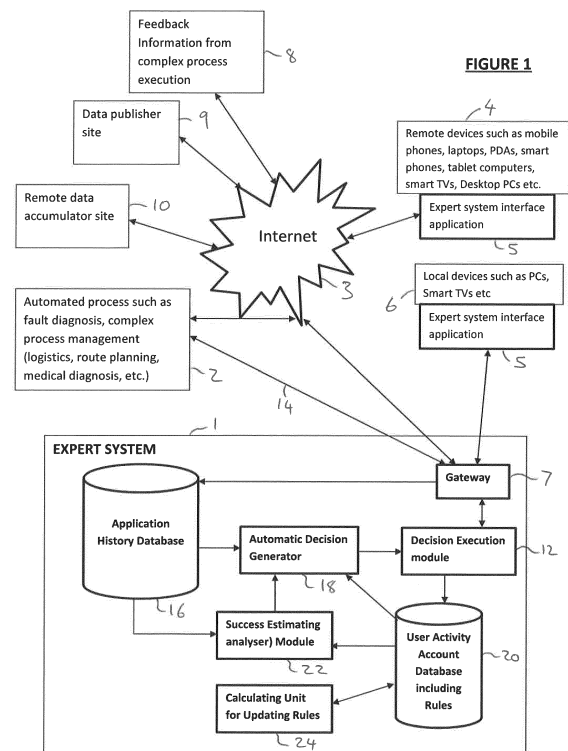 Feedback
Information from
complex process
execution
8
FIGURE 1
Data publisher
site
9
4
Remote devices such as mobile
phones, laptops, PDAs, smart
phones, tablet computers,
smart TVs, Desktop PCs etc.
Expert system interface
application
5
Remote data
accumulator site
10
Internet
3
Local devices such as PCs,
Smart TVs etc
6
Expert system interface
application
5
Automated process such as
fault diagnosis, complex
process management
(logistics, route planning,
medical diagnosis, etc.)
2
14
1
EXPERT SYSTEM
Gateway
7
Application
History Database
16
Automatic Decision
Generator
18
Decision Execution
module
12
Success Estimating
analyser) Module
22
User Activity
Account
Database
including
Rules
20
Calculating Unit
for Updating Rules
24